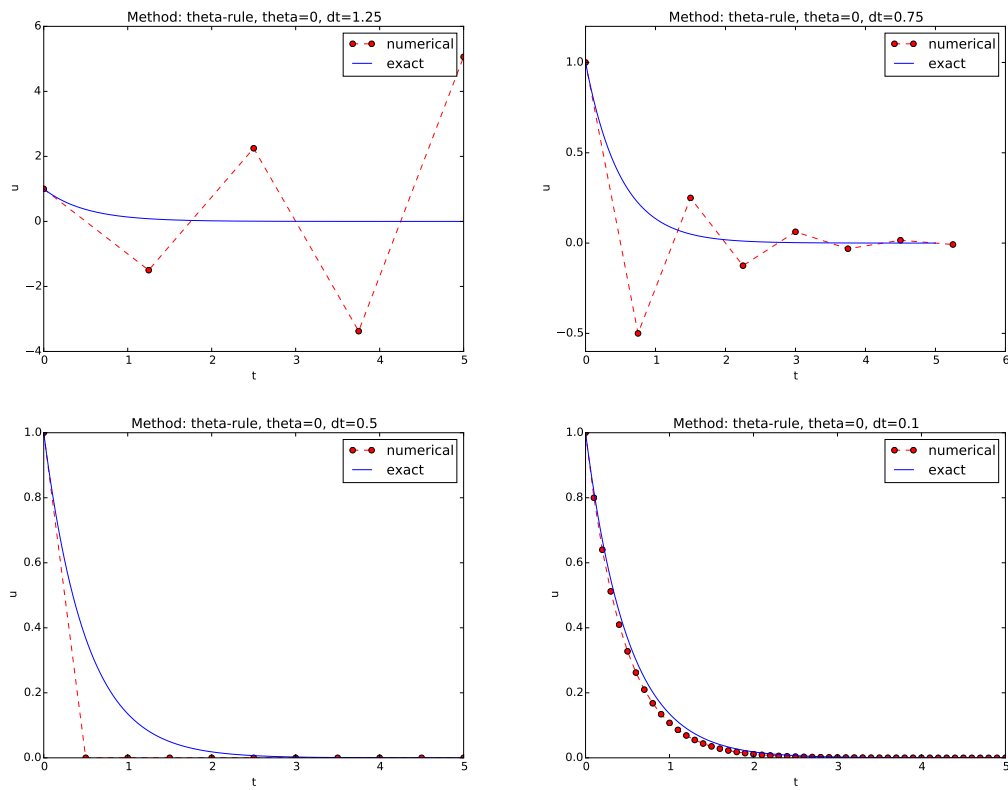 Method: theta-rule, theta=0, dt=1.25
6
4
2
0
−2
−4
u
0 1 2 3 4 5
t
numerical
exact
Method: theta-rule, theta=0, dt=0.75
1.0
0.5
0.0
−0.5
u
0 1 2 3 4 5 6
t
numerical
exact
Method: theta-rule, theta=0, dt=0.5
1.0
0.8
0.6
0.4
0.2
0.0
u
0 1 2 3 4 5
t
numerical
exact
Method: theta-rule, theta=0, dt=0.1
1.0
0.8
0.6
0.4
0.2
0.0
u
0 1 2 3 4 5
t
numerical
exact